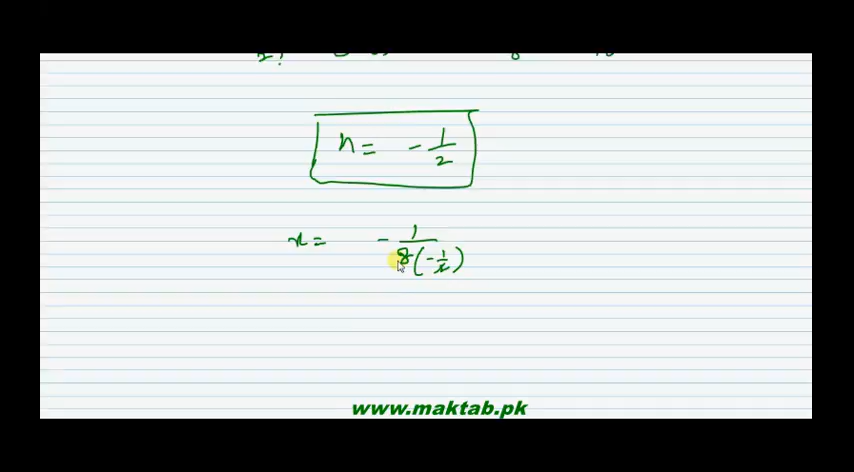 n = - 1/2
x = - 1/8(-1/2)
www.maktab.pk